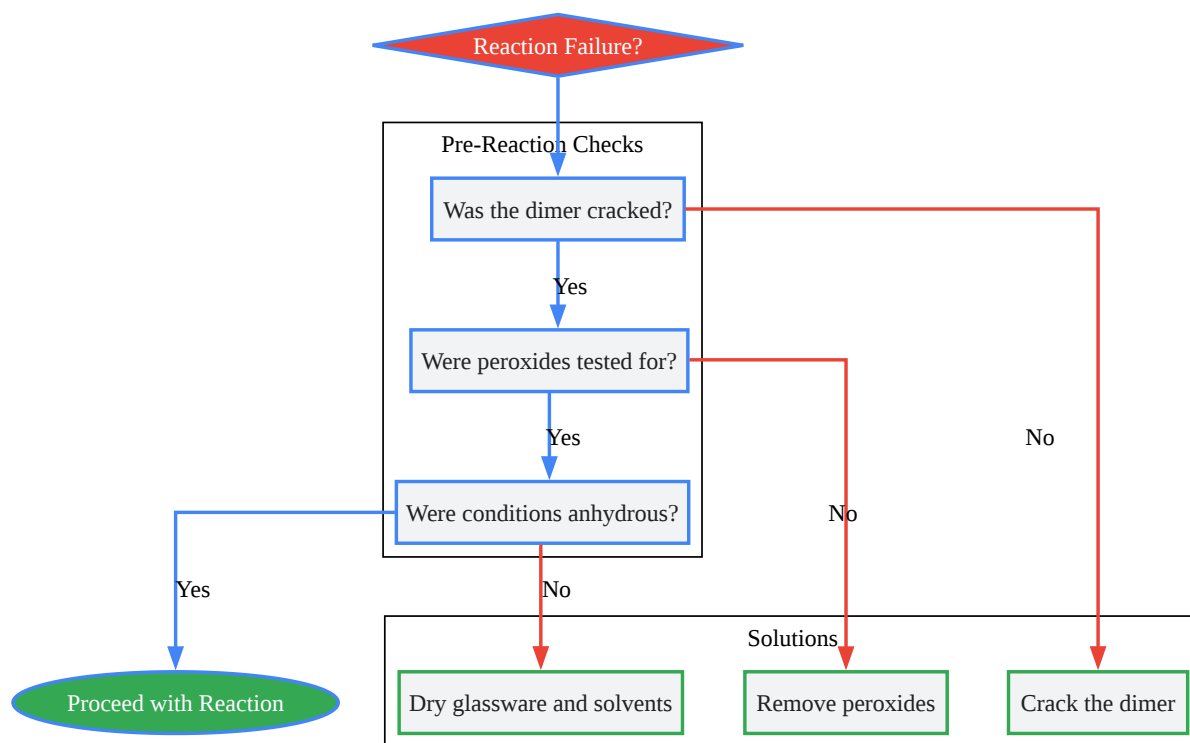 Reaction Failure?
Pre-Reaction Checks
Was the dimer cracked?
Yes
Were peroxides tested for?
Yes
No
Were conditions anhydrous?
No
Yes
No
Solutions
Proceed with Reaction
Dry glassware and solvents
Remove peroxides
Crack the dimer